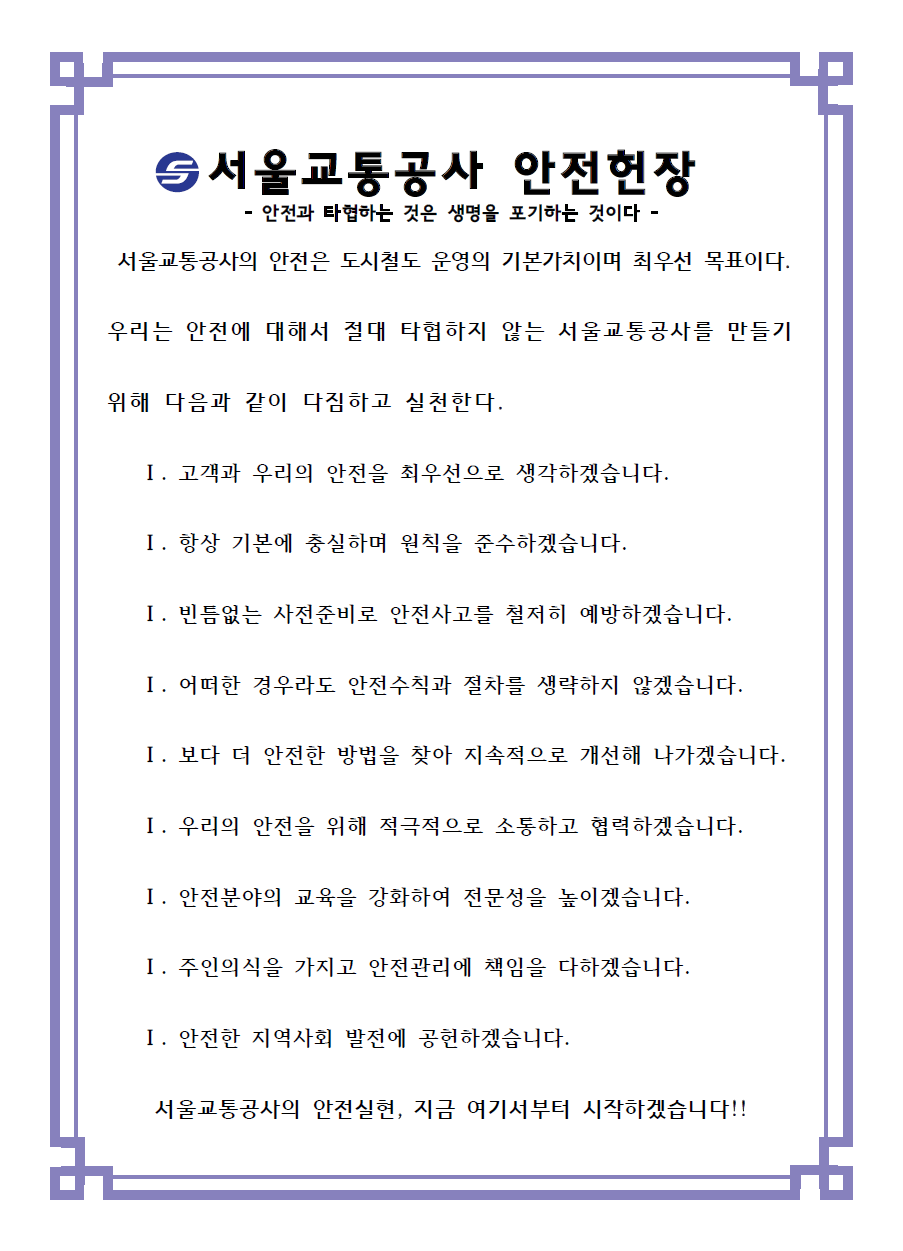 서울교통공사 안전헌장
- 안전과 타협하는 것은 생명을 포기하는 것이다 -
서울교통공사의 안전은 도시철도 운영의 기본가치이며 최우선 목표이다.
우리는 안전에 대해서 절대 타협하지 않는 서울교통공사를 만들기
위해 다음과 같이 다짐하고 실천한다.
Ⅰ. 고객과 우리의 안전을 최우선으로 생각하겠습니다.
Ⅰ. 항상 기본에 충실하며 원칙을 준수하겠습니다.
Ⅰ. 빈틈없는 사전준비로 안전사고를 철저히 예방하겠습니다.
Ⅰ. 어떠한 경우라도 안전수칙과 절차를 생략하지 않겠습니다.
Ⅰ. 보다 더 안전한 방법을 찾아 지속적으로 개선해 나가겠습니다.
Ⅰ. 우리의 안전을 위해 적극적으로 소통하고 협력하겠습니다.
Ⅰ. 안전분야의 교육을 강화하여 전문성을 높이겠습니다.
Ⅰ. 주인의식을 가지고 안전관리에 책임을 다하겠습니다.
Ⅰ. 안전한 지역사회 발전에 공헌하겠습니다.
서울교통공사의 안전실현, 지금 여기서부터 시작하겠습니다!!